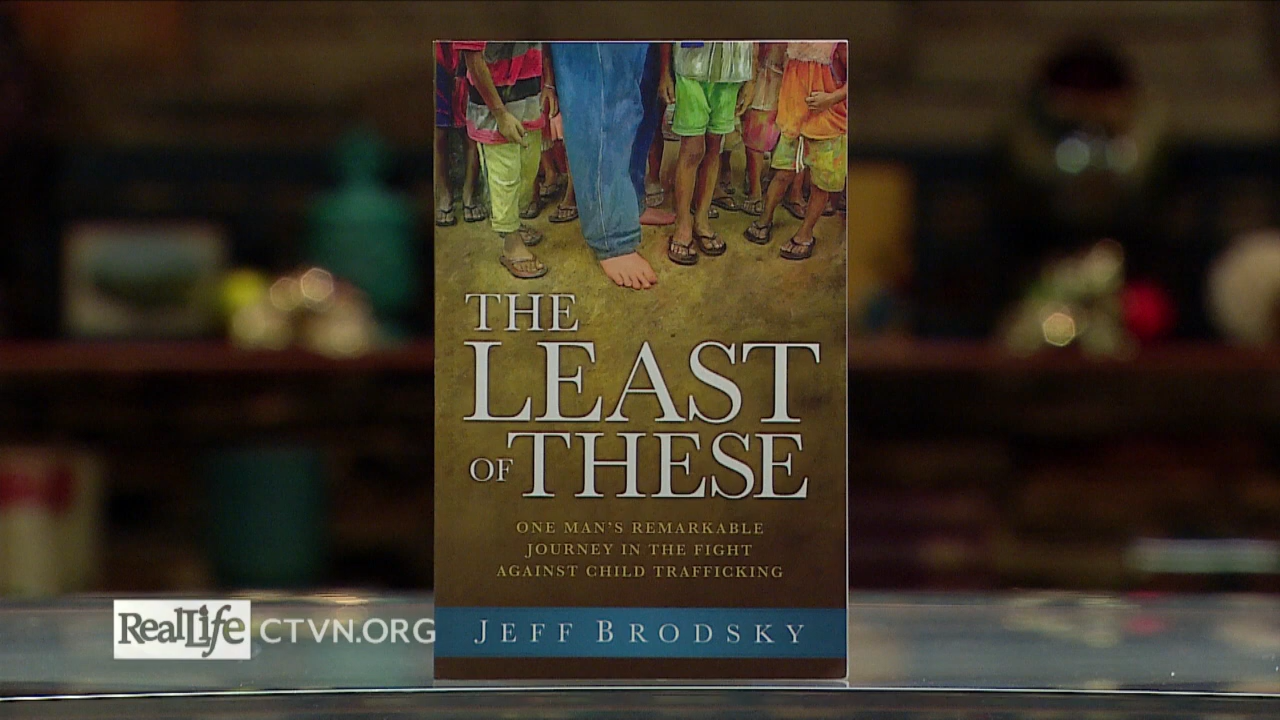 THE
LEAST
OF THESE
ONE MAN'S REMARKABLE
JOURNEY IN THE FIGHT
AGAINST CHILD TRAFFICKING
JEFF BRODSKY
RealLife CTVN.ORG